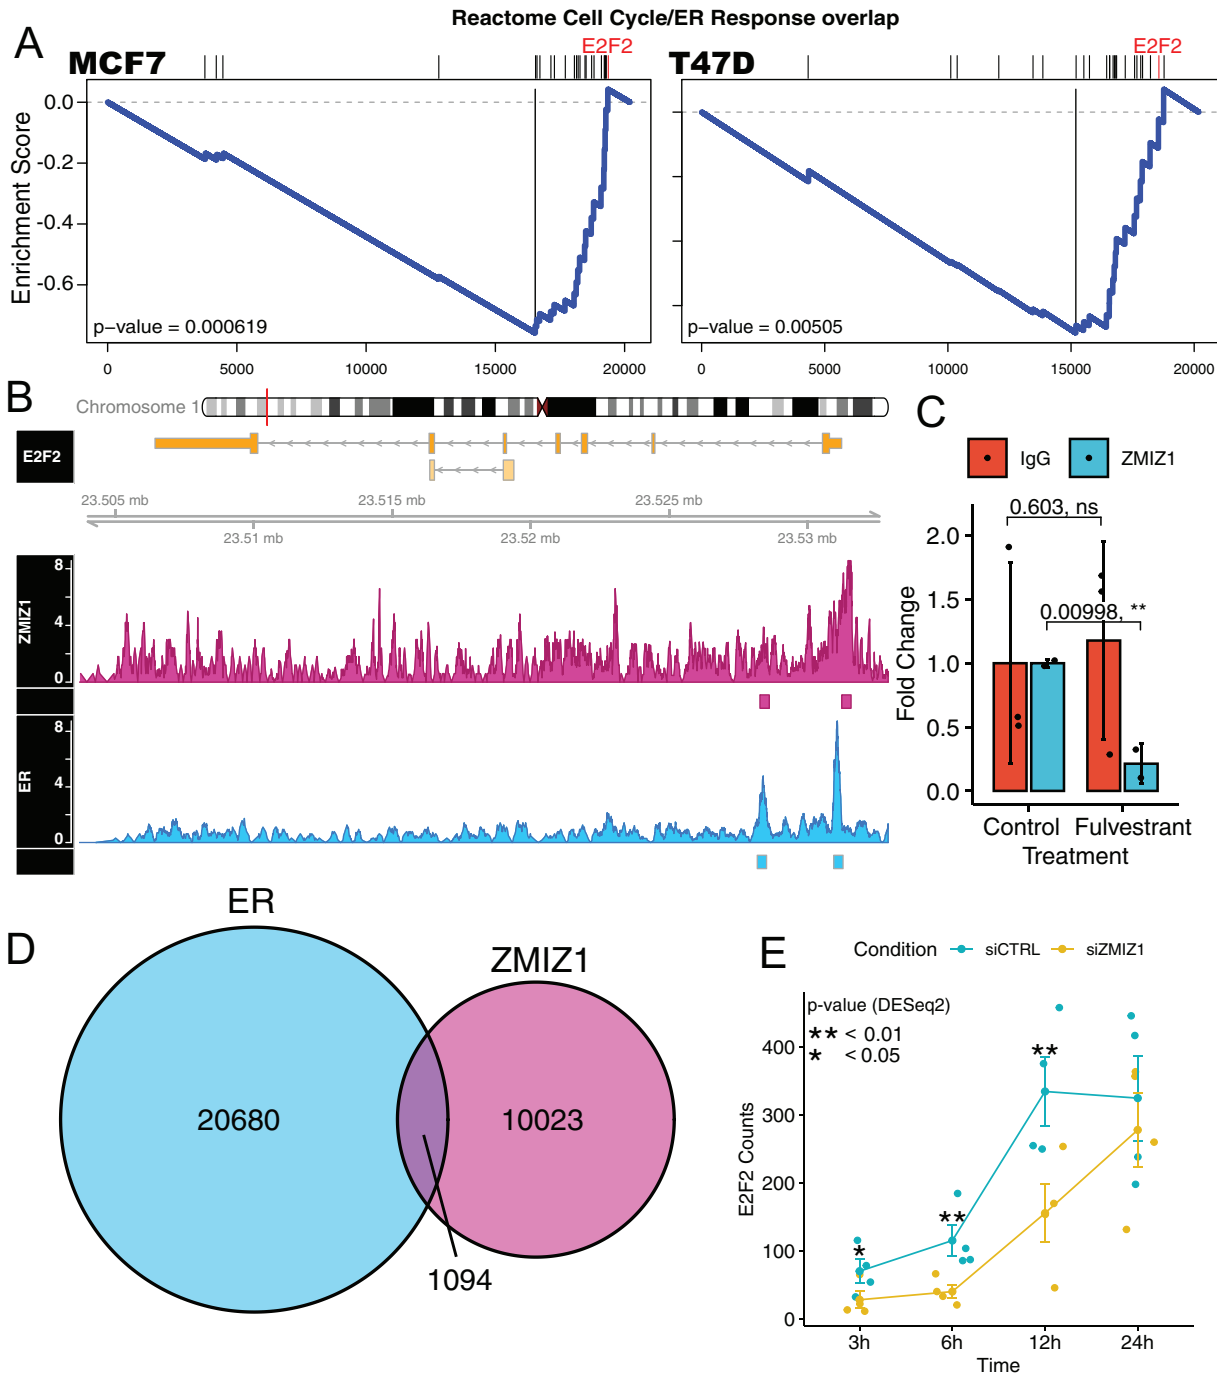 Reactome Cell Cycle/ER Response overlap
A
MCF7
E2F2
T47D
E2F2
Enrichment Score
0.0
-0.2
-0.4
-0.6
p−value = 0.000619
p−value = 0.00505
0 5000 10000 15000 20000
0 5000 10000 15000 20000
B
Chromosome 1
E2F2
23.505 mb 23.515 mb 23.525 mb
23.51 mb 23.52 mb 23.53 mb
ZMIZ1
8
4
0
ER
8
4
0
C
IgG ZMIZ1
Fold Change
2.0
1.5
1.0
0.5
0.0
0.603, ns
0.00998, **
Control Fulvestrant
Treatment
D
ER
ZMIZ1
20680
10023
1094
E
Condition siCTRL siZMIZ1
p-value (DESeq2)
** < 0.01
* < 0.05
E2F2 Counts
400
300
200
100
0
*
**
**
3h 6h 12h 24h
Time